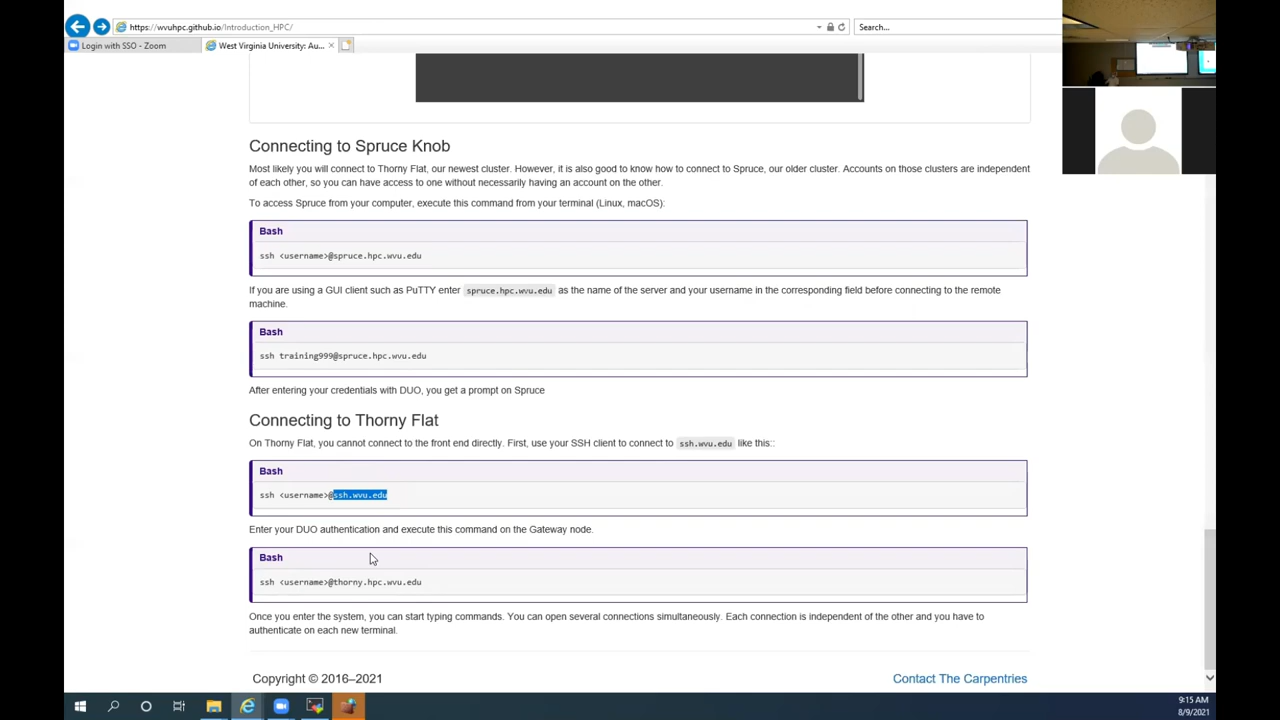 https://wvuhpc.github.io/Introduction_HPC/
Search...
Login with SSO - Zoom
West Virginia University: Au...
Connecting to Spruce Knob
Most likely you will connect to Thorny Flat, our newest cluster. However, it is also good to know how to connect to Spruce, our older cluster. Accounts on those clusters are independent
of each other, so you can have access to one without necessarily having an account on the other.
To access Spruce from your computer, execute this command from your terminal (Linux, macOS):
Bash
ssh <username>@spruce.hpc.wvu.edu
If you are using a GUI client such as PuTTY enter spruce.hpc.wvu.edu as the name of the server and your username in the corresponding field before connecting to the remote
machine.
Bash
ssh training999@spruce.hpc.wvu.edu
After entering your credentials with DUO, you get a prompt on Spruce
Connecting to Thorny Flat
On Thorny Flat, you cannot connect to the front end directly. First, use your SSH client to connect to ssh.wvu.edu like this::
Bash
ssh <username>@ssh.wvu.edu
Enter your DUO authentication and execute this command on the Gateway node.
Bash
ssh <username>@thorny.hpc.wvu.edu
Once you enter the system, you can start typing commands. You can open several connections simultaneously. Each connection is independent of the other and you have to
authenticate on each new terminal.
Copyright © 2016–2021
Contact The Carpentries
9:15 AM
8/9/2021